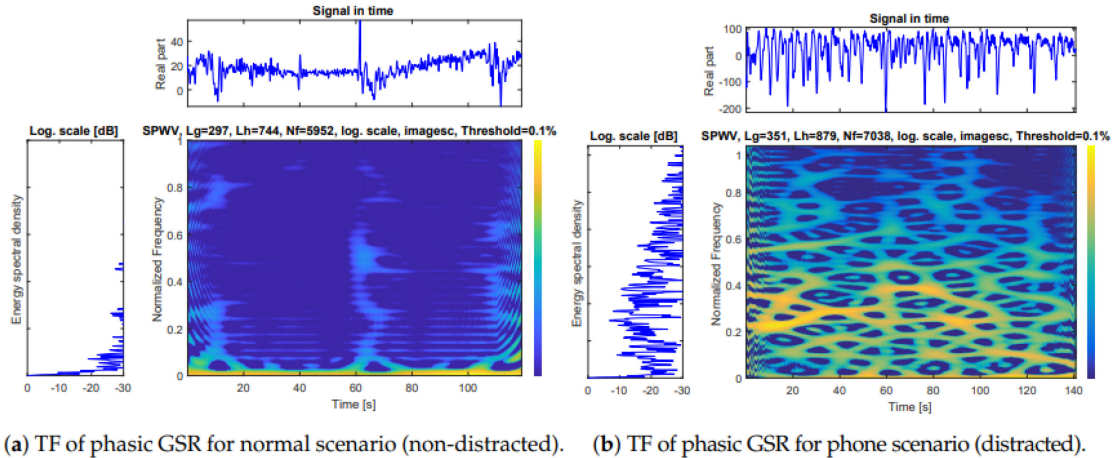 Signal in time
Real part
40
20
0
Log. scale [dB]
SPWV, Lg=297, Lh=744, Nf=5952, log. scale, imagesc, Threshold=0.1%
Energy spectral density
Normalized Frequency
1
0.8
0.6
0.4
0.2
0
0 -10 -20 -30
20 40 60 80 100
Time [s]
(a) TF of phasic GSR for normal scenario (non-distracted).
Signal in time
Real part
100
0
-100
-200
Log. scale [dB]
SPWV, Lg=351, Lh=879, Nf=7038, log. scale, imagesc, Threshold=0.1%
Energy spectral density
Normalized Frequency
1
0.8
0.6
0.4
0.2
0
0 -10 -20 -30
20 40 60 80 100 120 140
Time [s]
(b) TF of phasic GSR for phone scenario (distracted).